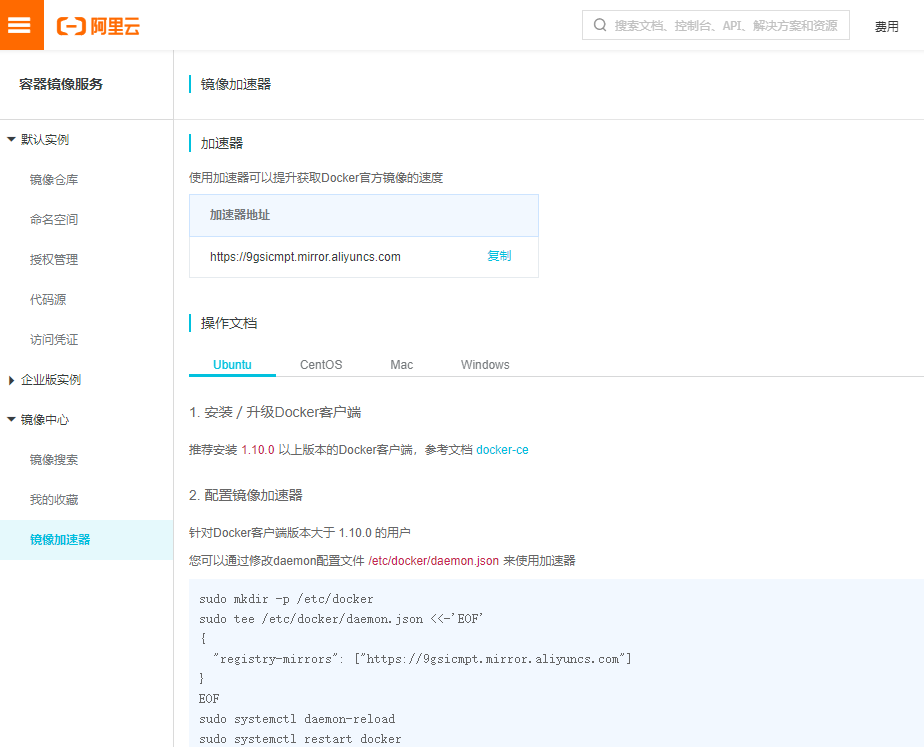 阿里云
搜索文档、控制台、API、解决方案和资源
费用
容器镜像服务
默认实例
镜像仓库
命名空间
授权管理
代码源
访问凭证
企业版实例
镜像中心
镜像搜索
我的收藏
镜像加速器
镜像加速器
加速器
使用加速器可以提升获取Docker官方镜像的速度
加速器地址
https://9gsicmpt.mirror.aliyuncs.com 复制
操作文档
Ubuntu CentOS Mac Windows
1. 安装 / 升级Docker客户端
推荐安装 1.10.0 以上版本的Docker客户端，参考文档 docker-ce
2. 配置镜像加速器
针对Docker客户端版本大于 1.10.0 的用户
您可以通过修改daemon配置文件 /etc/docker/daemon.json 来使用加速器
sudo mkdir -p /etc/docker
sudo tee /etc/docker/daemon.json <<-'EOF'
{
"registry-mirrors": ["https://9gsicmpt.mirror.aliyuncs.com"]
}
EOF
sudo systemctl daemon-reload
sudo systemctl restart docker